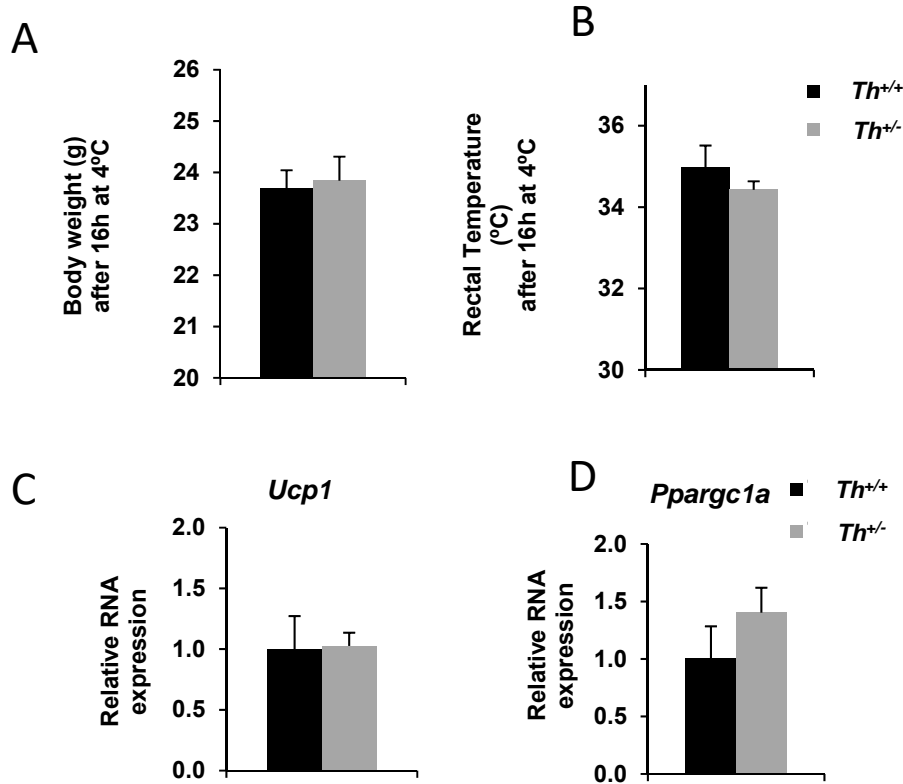 A
Body weight (g)
after 16h at 4ºC
26
25
24
23
22
21
20
B
Rectal Temperature
(ºC)
after 16h at 4ºC
36
34
32
30
Th+/+
Th+/-
C
Ucp1
Relative RNA
expression
2.0
1.5
1.0
0.5
0.0
D
Ppargc1a
Relative RNA
expression
2.0
1.5
1.0
0.5
0.0
Th+/+
Th+/-